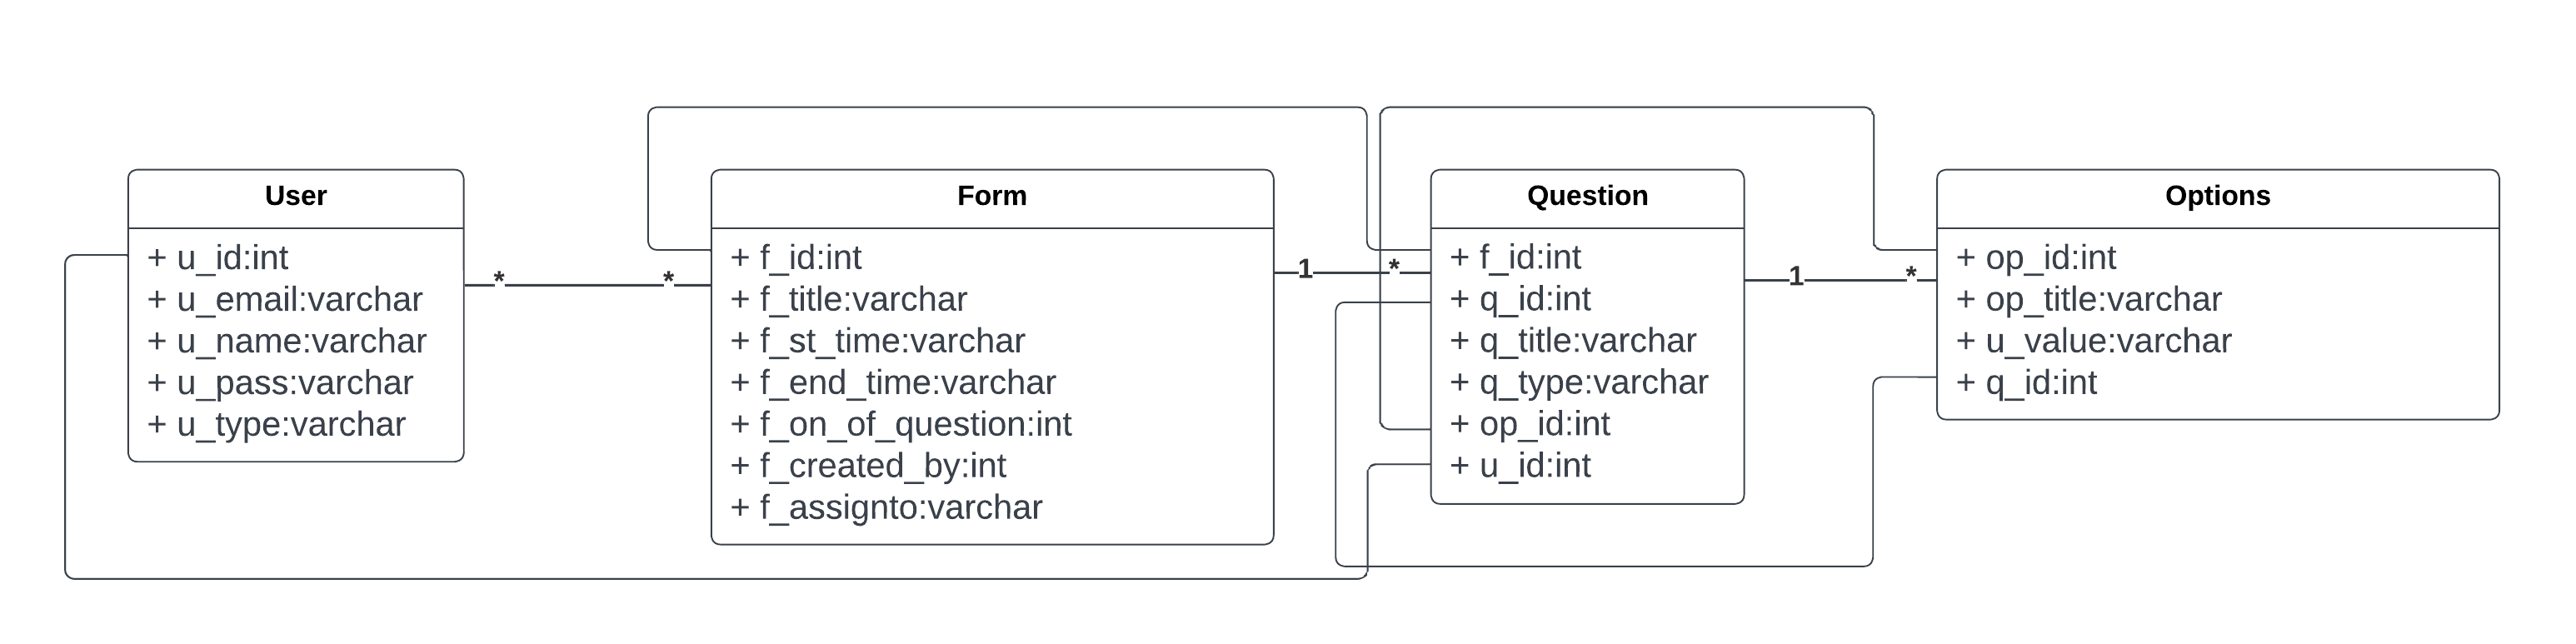 User
+ u_id:int
+ u_email:varchar
+ u_name:varchar
+ u_pass:varchar
+ u_type:varchar
*
*
Form
+ f_id:int
+ f_title:varchar
+ f_st_time:varchar
+ f_end_time:varchar
+ f_on_of_question:int
+ f_created_by:int
+ f_assignto:varchar
1
*
Question
+ f_id:int
+ q_id:int
+ q_title:varchar
+ q_type:varchar
+ op_id:int
+ u_id:int
1
*
Options
+ op_id:int
+ op_title:varchar
+ u_value:varchar
+ q_id:int